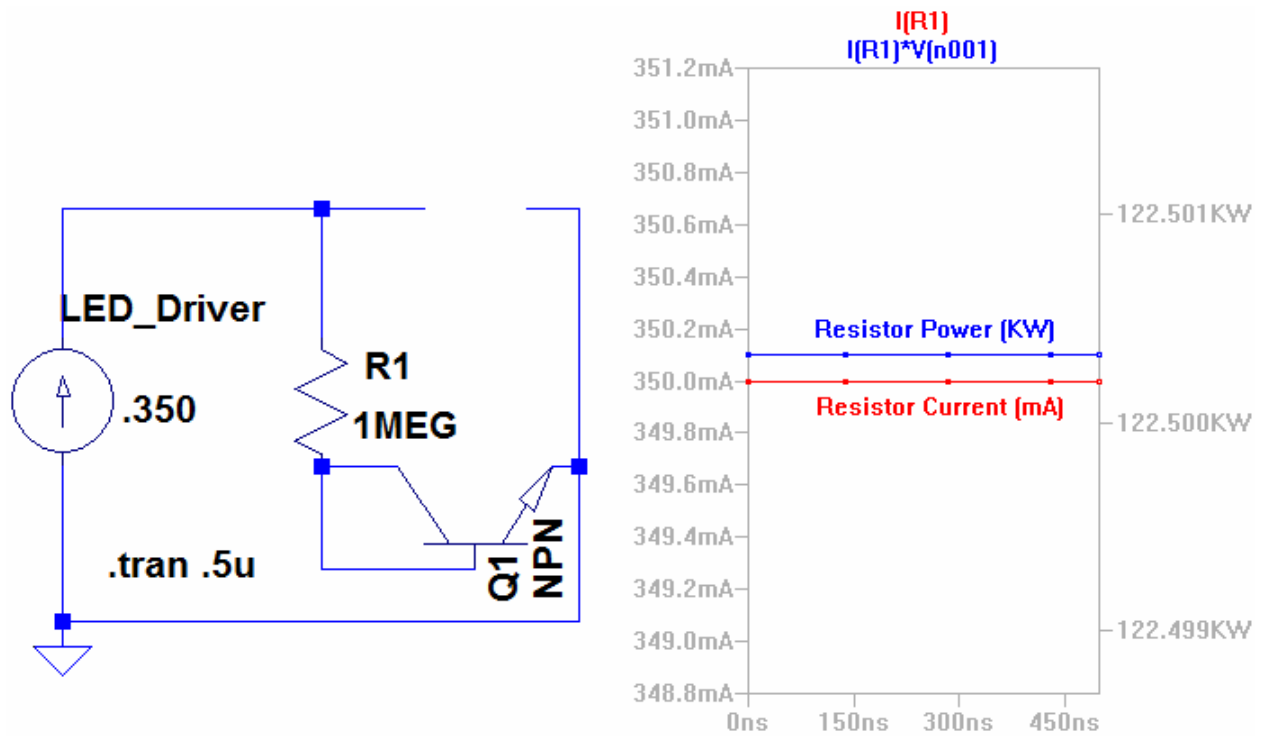 LED_Driver
.350
R1
1MEG
Q1
NPN
.tran .5u
I(R1)
I(R1)*V(n001)
351.2mA
351.0mA
350.8mA
350.6mA
350.4mA
350.2mA
350.0mA
349.8mA
349.6mA
349.4mA
349.2mA
349.0mA
348.8mA
Resistor Power (KW)
Resistor Current (mA)
122.501KW
122.500KW
122.499KW
0ns 150ns 300ns 450ns